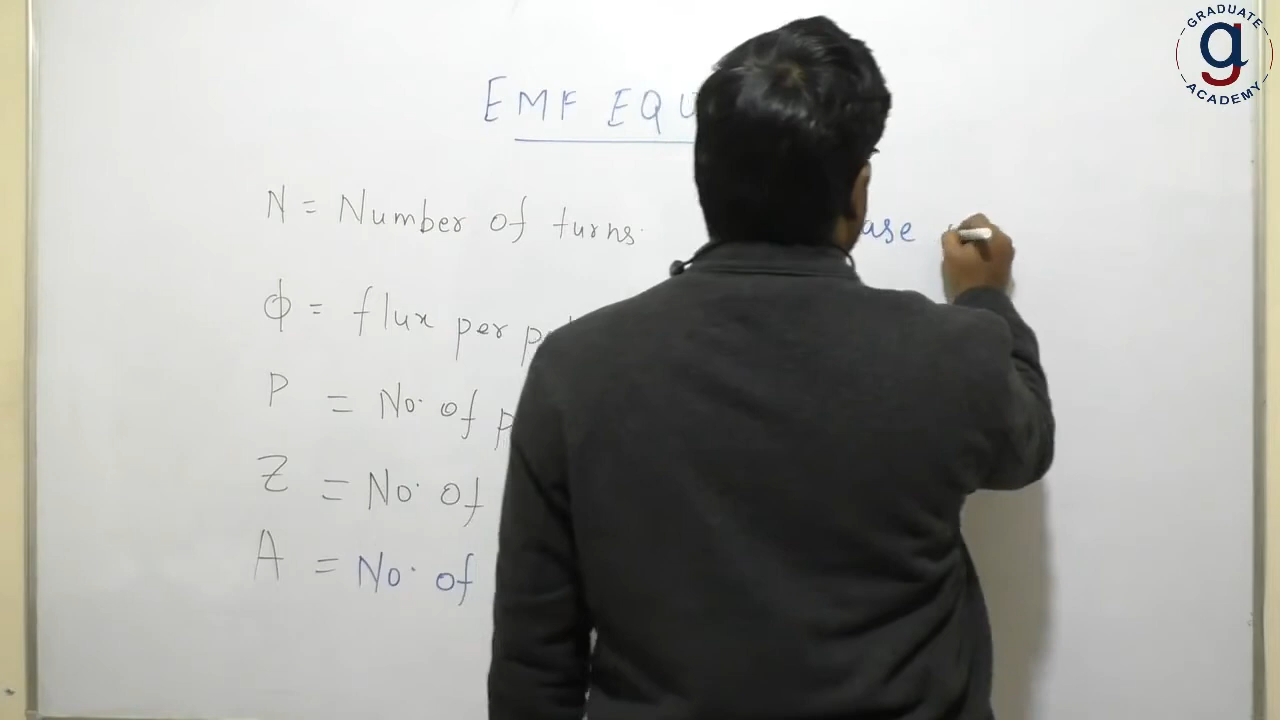 GRADUATE
g
ACADEMY
EMF EQU
N = Number of turns.
ase
φ = flux per
P = No. of
Z = No. of
A = No. of